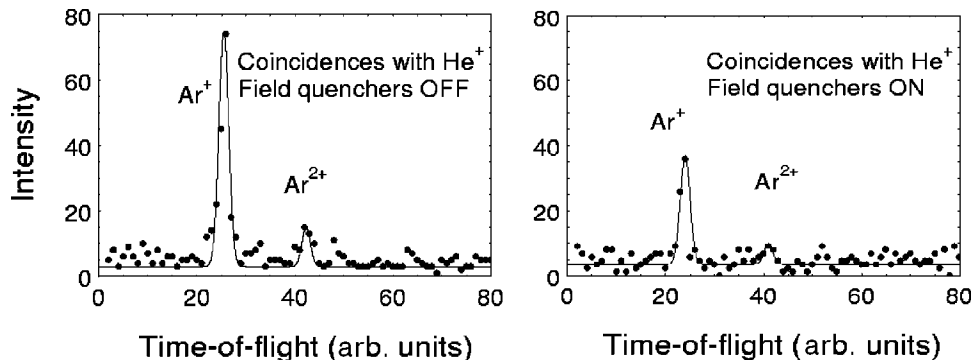 80
60
40
20
0
Intensity
Coincidences with He⁺
Field quenchers OFF
Ar⁺
Ar²⁺
0 20 40 60 80
Time-of-flight (arb. units)
80
60
40
20
0
Coincidences with He⁺
Field quenchers ON
Ar⁺
Ar²⁺
0 20 40 60 80
Time-of-flight (arb. units)